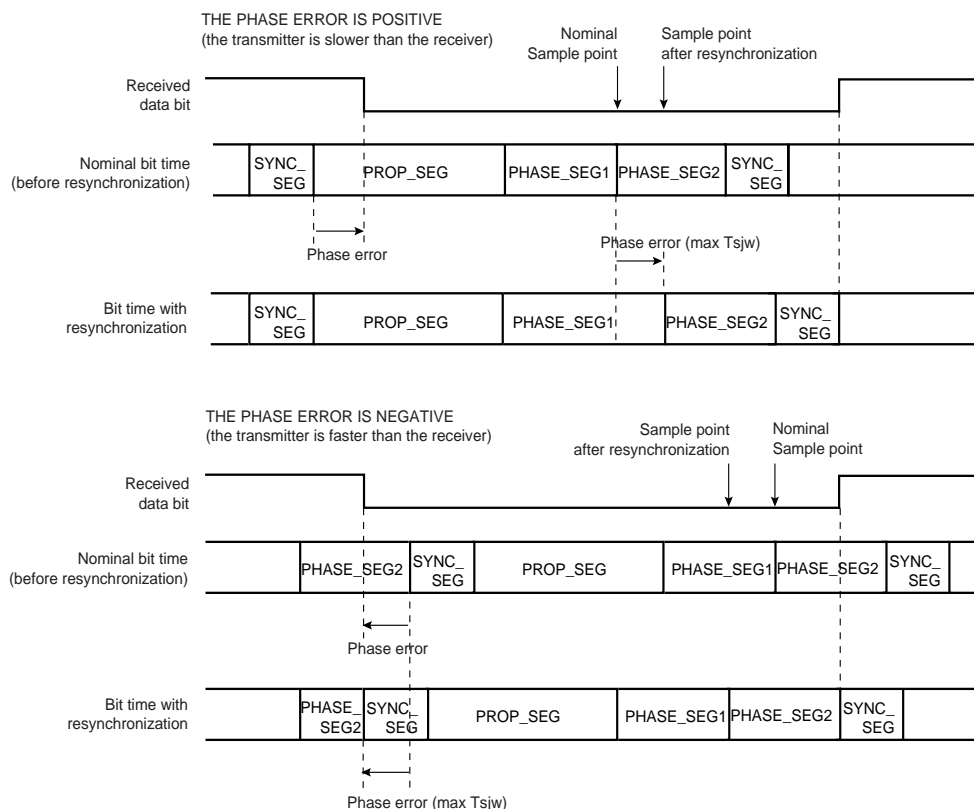 THE PHASE ERROR IS POSITIVE
(the transmitter is slower than the receiver)
Nominal
Sample point
Sample point
after resynchronization
Received
data bit
Nominal bit time
(before resynchronization)
SYNC_
SEG
PROP_SEG
PHASE_SEG1
PHASE_SEG2
SYNC_
SEG
Phase error
Phase error (max Tsjw)
Bit time with
resynchronization
SYNC_
SEG
PROP_SEG
PHASE_SEG1
PHASE_SEG2
SYNC_
SEG
THE PHASE ERROR IS NEGATIVE
(the transmitter is faster than the receiver)
Sample point
after resynchronization
Nominal
Sample point
Received
data bit
Nominal bit time
(before resynchronization)
PHASE_SEG2
SYNC_
SEG
PROP_SEG
PHASE_SEG1
PHASE_SEG2
SYNC_
SEG
Phase error
Bit time with
resynchronization
PHASE_
SEG2
SYNC_
SEG
PROP_SEG
PHASE_SEG1
PHASE_SEG2
SYNC_
SEG
Phase error (max Tsjw)